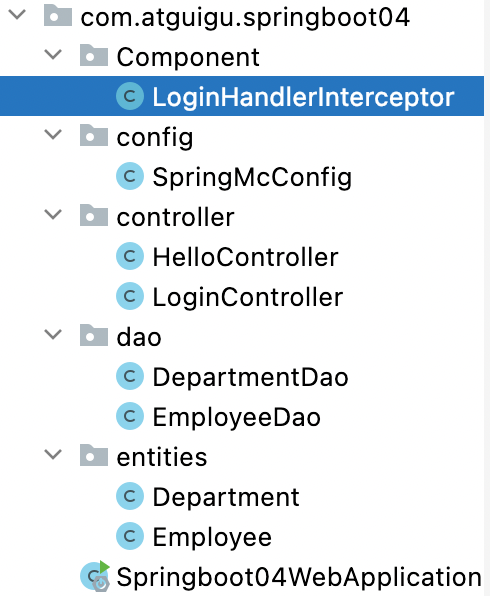 com.atguigu.springboot04
Component
LoginHandlerInterceptor
config
SpringMcConfig
controller
HelloController
LoginController
dao
DepartmentDao
EmployeeDao
entities
Department
Employee
Springboot04WebApplication